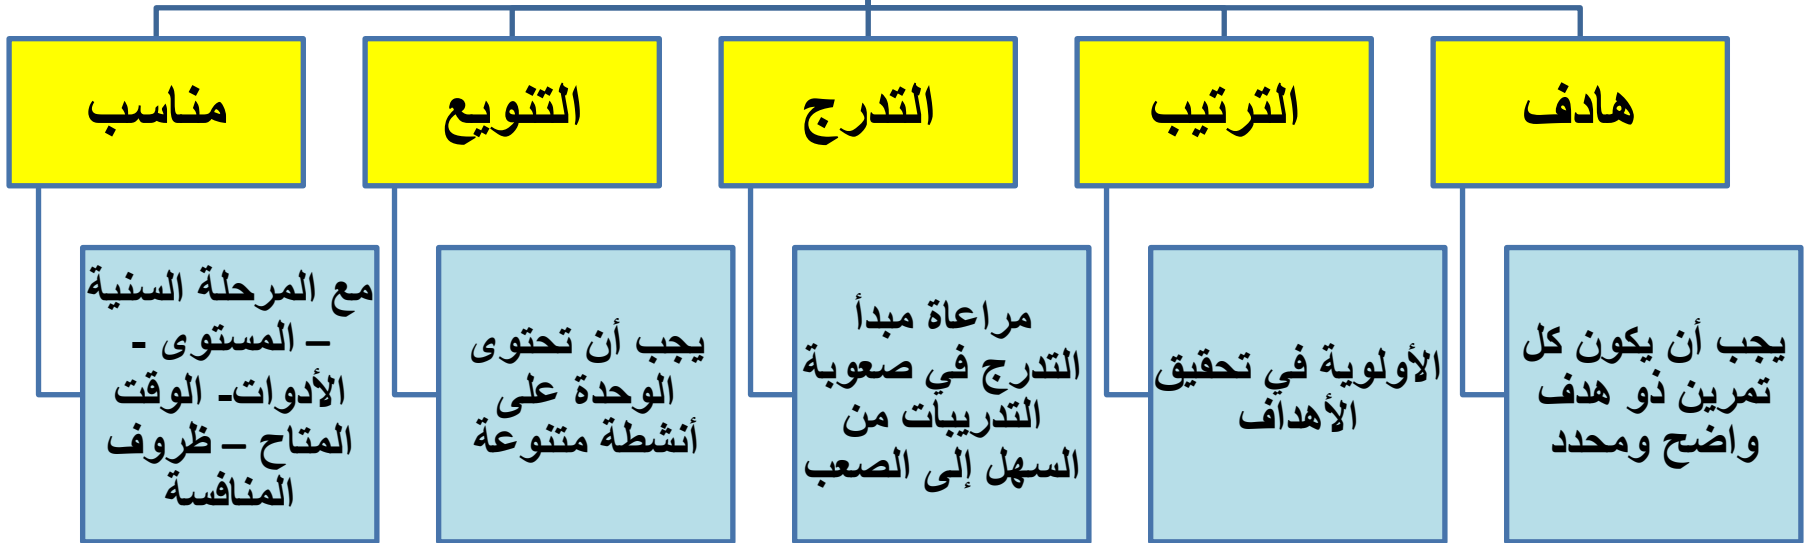 هادف
الترتيب
التدرج
التنويع
مناسب
يجب أن يكون كل
تمرين ذو هدف
واضح ومحدد
الأولوية في تحقيق
الأهداف
مراعاة مبدأ
التدرج في صعوبة
التدريبات من
السهل إلى الصعب
يجب أن تحتوى
الوحدة على
أنشطة متنوعة
مع المرحلة السنية
– المستوى -
الأدوات- الوقت
المتاح – ظروف
المنافسة